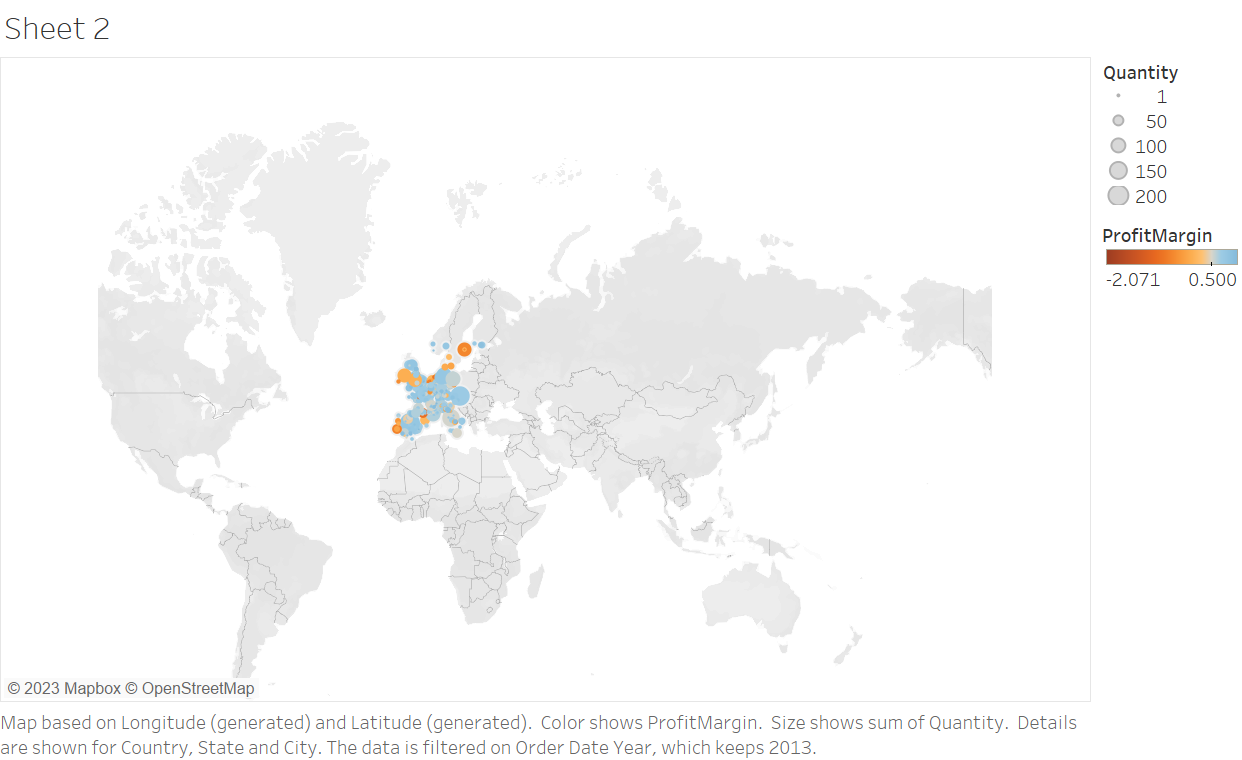 Sheet 2
Quantity
1
50
100
150
200
ProfitMargin
-2.071 0.500
© 2023 Mapbox © OpenStreetMap
Map based on Longitude (generated) and Latitude (generated).  Color shows ProfitMargin.  Size shows sum of Quantity.  Details
are shown for Country, State and City. The data is filtered on Order Date Year, which keeps 2013.